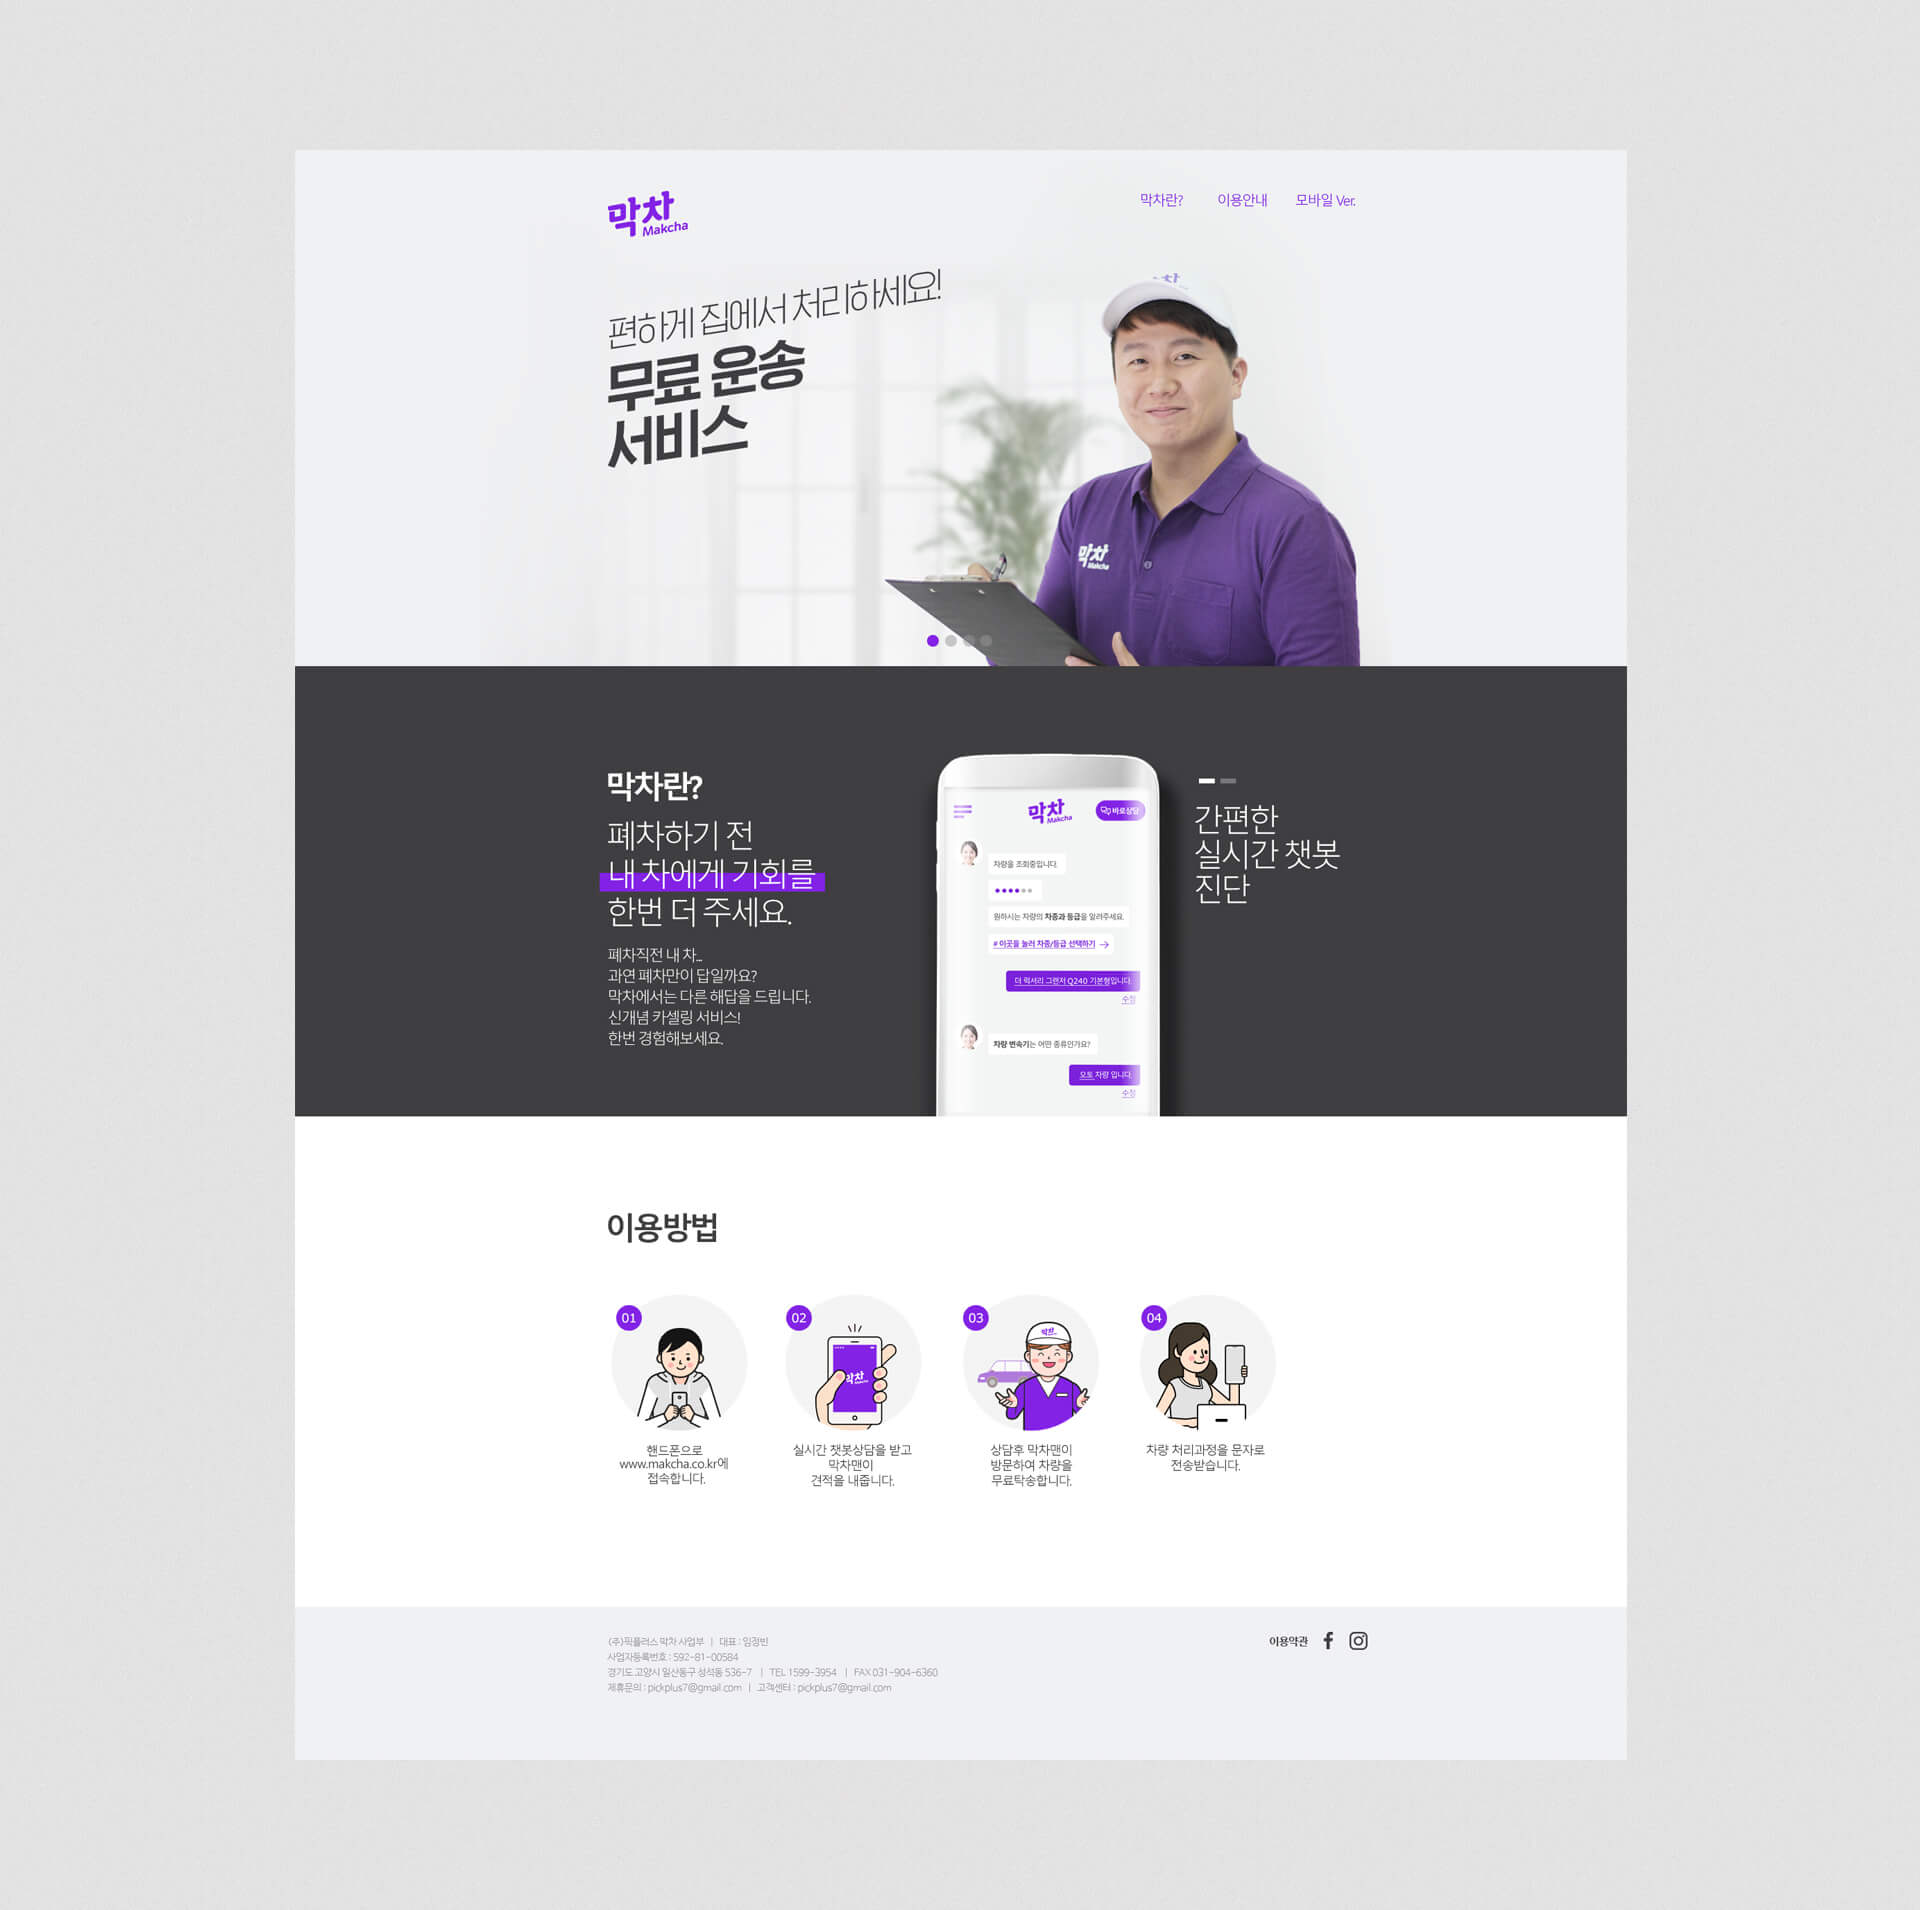 막차
Makcha
막차란?
이용안내
모바일 Ver.
편하게 집에서 처리하세요!
무료 운송
서비스
막차
Makcha
막차란?
폐차하기 전
내 차에게 기회를
한번 더 주세요.
폐차직전 내 차...
과연 폐차만이 답일까요?
막차에서는 다른 해답을 드립니다.
신개념 카셀링 서비스!
한번 경험해보세요.
막차
Makcha
바로상담
차량을 조회중입니다.
원하시는 차량의 차종과 등급을 알려주세요.
# 이곳을 눌러 차종/등급 선택하기 →
더 럭셔리 그랜저 Q240 기본형입니다.
수정
차량 변속기는 어떤 종류인가요?
오토 차량 입니다.
수정
간편한
실시간 챗봇
진단
이용방법
01
핸드폰으로
www.makcha.co.kr에
접속합니다.
02
막차
Makcha
실시간 챗봇상담을 받고
막차맨이
견적을 내줍니다.
03
막차
상담후 막차맨이
방문하여 차량을
무료탁송합니다.
04
차량 처리과정을 문자로
전송받습니다.
(주)픽플러스 막차 사업부 | 대표 : 임정빈
사업자등록번호 : 592-81-00584
경기도 고양시 일산동구 성석동 536-7 | TEL 1599-3954 | FAX 031-904-6360
제휴문의 : pickplus7@gmail.com | 고객센터 : pickplus7@gmail.com
이용약관